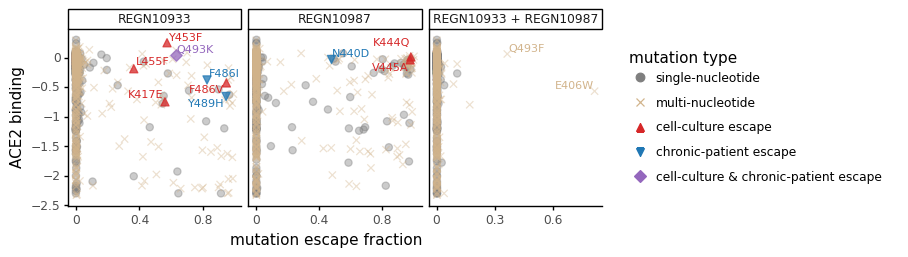 REGN10933
REGN10987
REGN10933 + REGN10987
ACE2 binding
0
−0.5
−1
−1.5
−2
−2.5
Y453F
Q493K
L455F
F486I
K417E
F486V
Y489H
K444Q
N440D
V445A
Q493F
E406W
0
0.4
0.8
0
0.4
0.8
0
0.3
0.6
mutation escape fraction
mutation type
single-nucleotide
multi-nucleotide
cell-culture escape
chronic-patient escape
cell-culture & chronic-patient escape